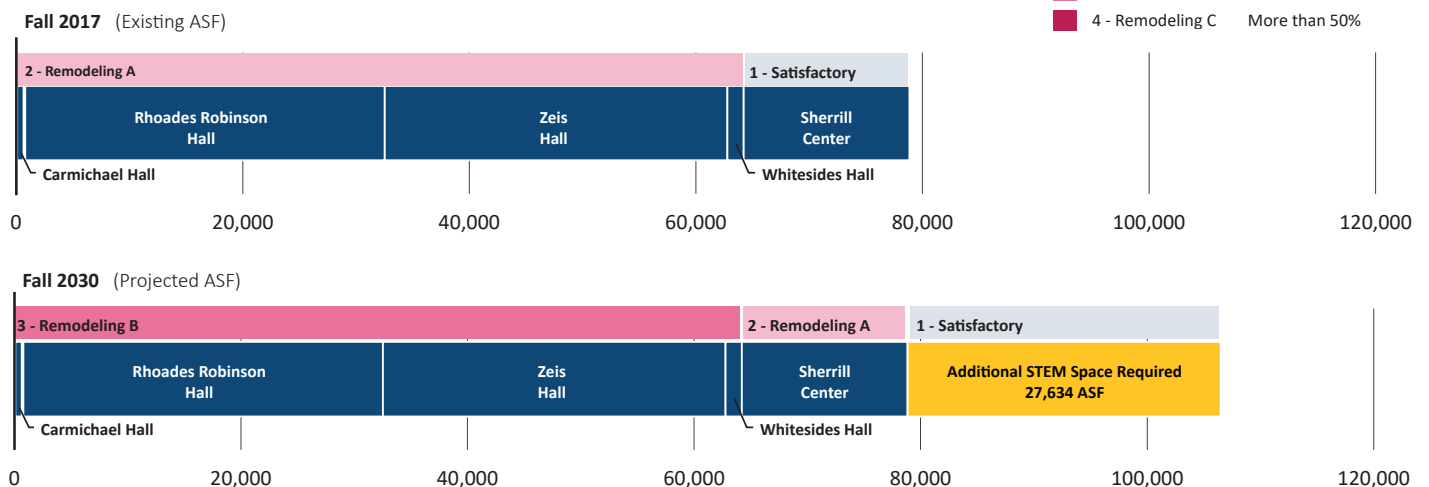 4 - Remodeling C More than 50%
Fall 2017 (Existing ASF)
2 - Remodeling A 1 - Satisfactory
Rhoades Robinson
Hall
Zeis
Hall
Sherrill
Center
Carmichael Hall
Whitesides Hall
0 20,000 40,000 60,000 80,000 100,000 120,000
Fall 2030 (Projected ASF)
3 - Remodeling B 2 - Remodeling A 1 - Satisfactory
Rhoades Robinson
Hall
Zeis
Hall
Sherrill
Center
Additional STEM Space Required
27,634 ASF
Carmichael Hall
Whitesides Hall
0 20,000 40,000 60,000 80,000 100,000 120,000